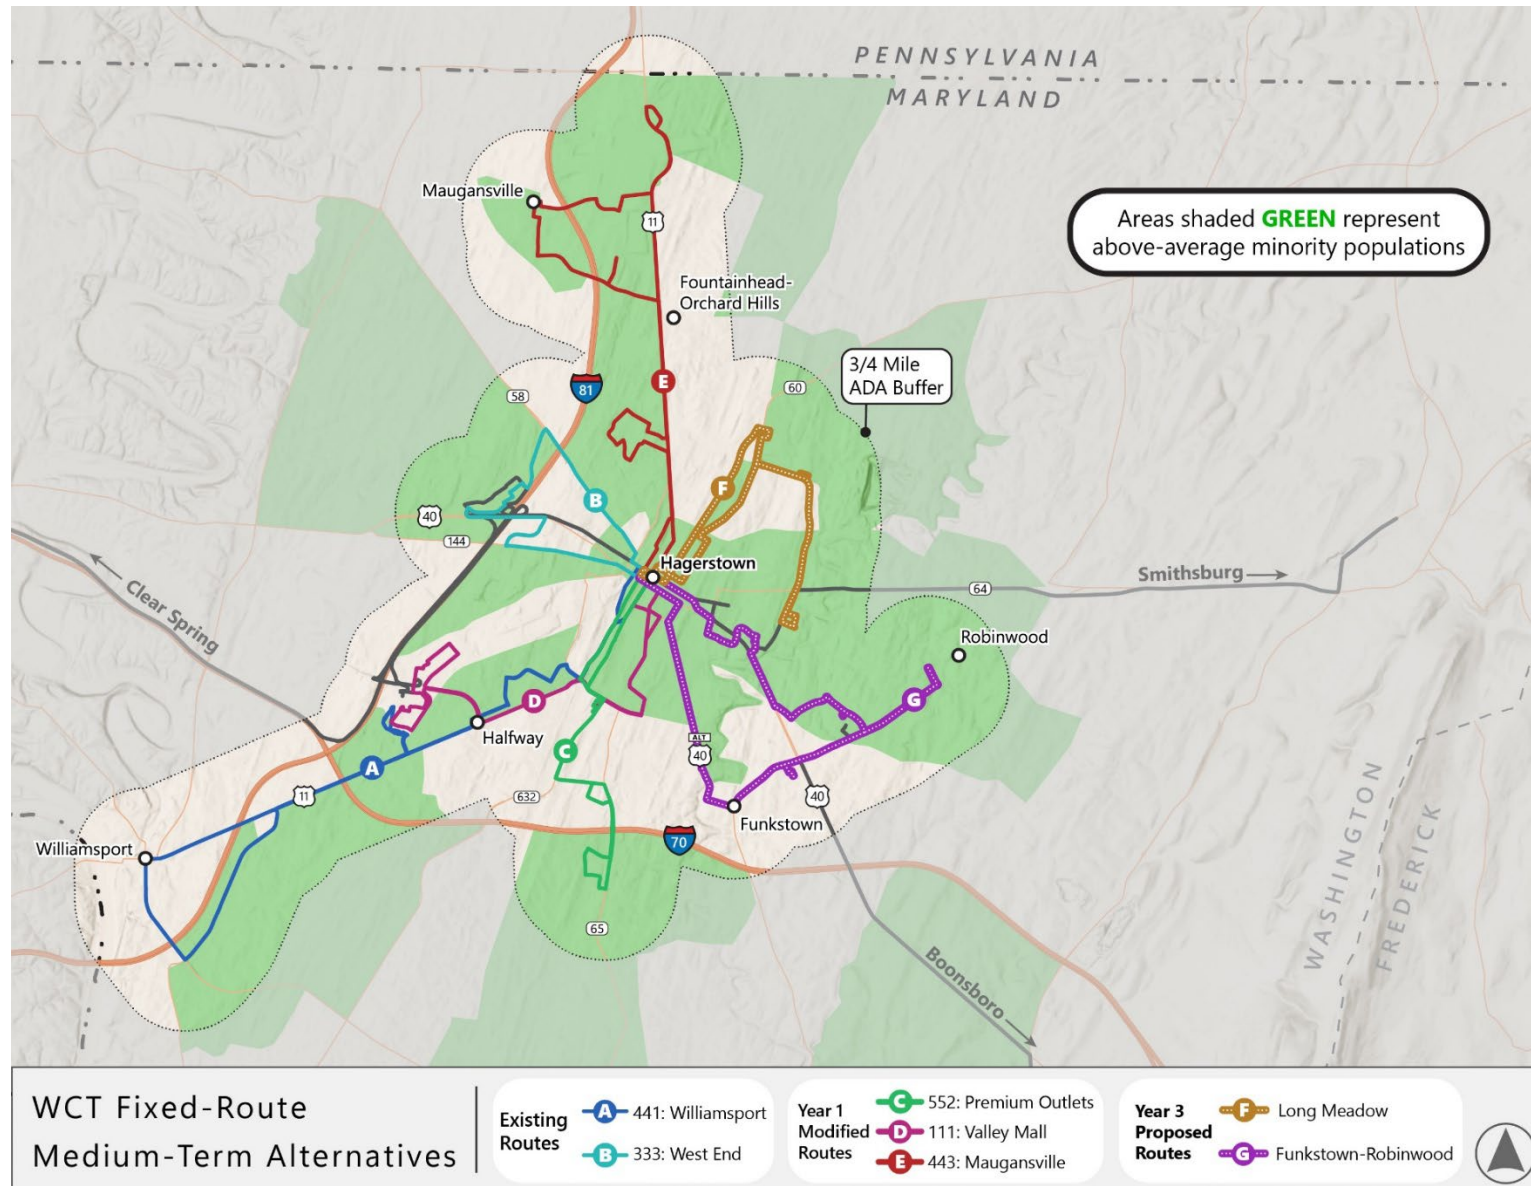 PENNSYLVANIA
MARYLAND
Maugansville
11
Areas shaded GREEN represent
above-average minority populations
Fountainhead-
Orchard Hills
3/4 Mile
ADA Buffer
81
E
60
58
F
B
40
144
Hagerstown
Clear Spring
Smithsburg
64
Robinwood
D
G
Halfway
C
ALT
40
A
11
632
40
Funkstown
Williamsport
70
65
WASHINGTON
FREDERICK
Boonsboro
WCT Fixed-Route
Medium-Term Alternatives
Existing
Routes
A 441: Williamsport
B 333: West End
Year 1
Modified
Routes
C 552: Premium Outlets
D 111: Valley Mall
E 443: Maugansville
Year 3
Proposed
Routes
F Long Meadow
G Funkstown-Robinwood